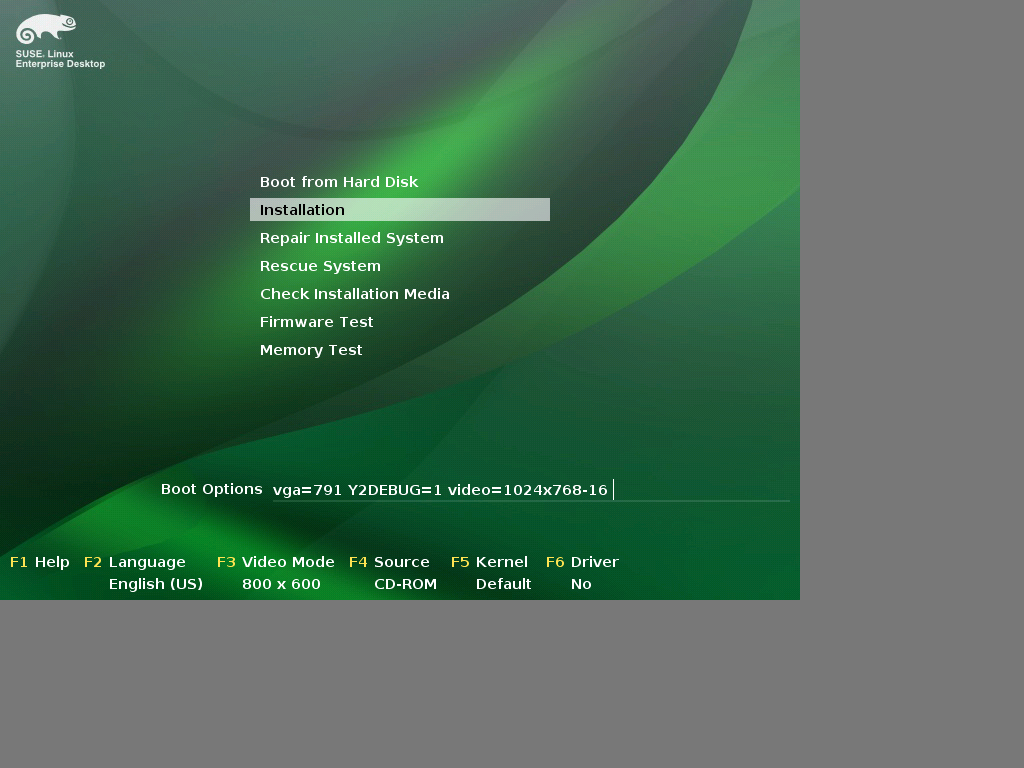 SUSE. Linux
Enterprise Desktop
Boot from Hard Disk
Installation
Repair Installed System
Rescue System
Check Installation Media
Firmware Test
Memory Test
Boot Options vga=791 Y2DEBUG=1 video=1024x768-16
F1 Help F2 Language F3 Video Mode F4 Source F5 Kernel F6 Driver
English (US) 800 x 600 CD-ROM Default No